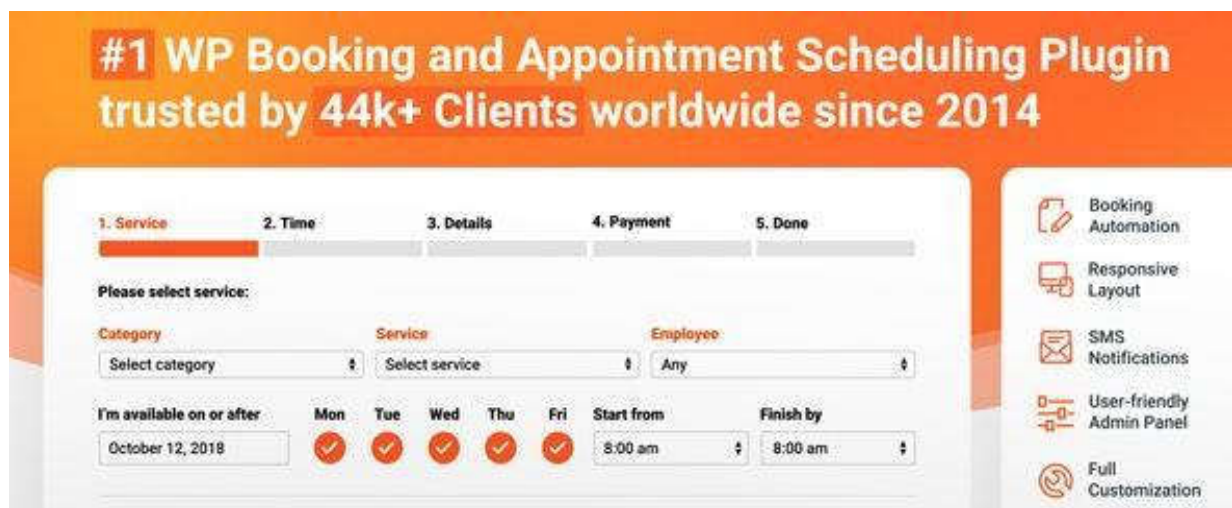 #1 WP Booking and Appointment Scheduling Plugin
trusted by 44k+ Clients worldwide since 2014
1. Service 2. Time 3. Details 4. Payment 5. Done
Please select service:
Category Service Employee
Select category Select service Any
I'm available on or after Mon Tue Wed Thu Fri Start from Finish by
October 12, 2018 8:00 am 8:00 am
Booking
Automation
Responsive
Layout
SMS
Notifications
User-friendly
Admin Panel
Full
Customization